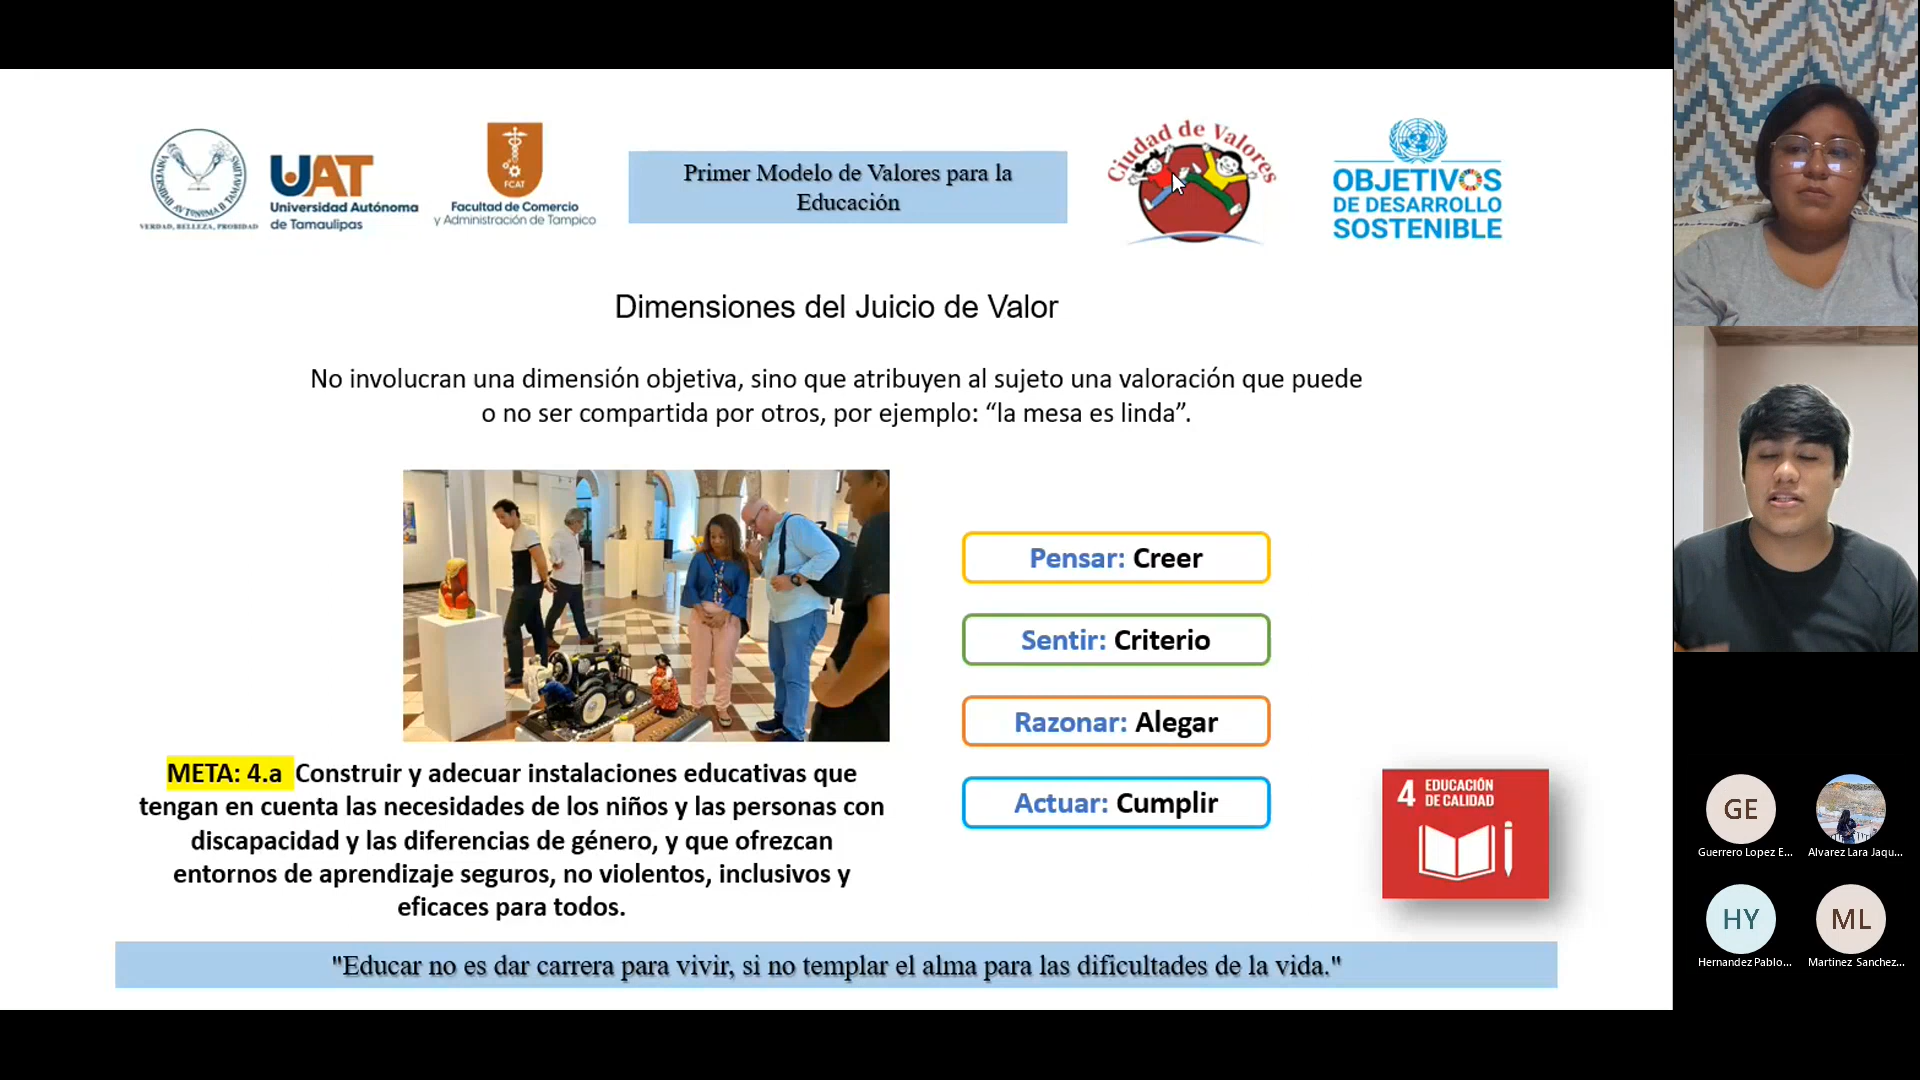 VERDAD, BELLEZA, PROBIDAD
UAT
Universidad Autónoma
de Tamaulipas
FCAT
Facultad de Comercio
y Administración de Tampico
Primer Modelo de Valores para la
Educación
Ciudad de Valores
OBJETIVOS
DE DESARROLLO
SOSTENIBLE
Dimensiones del Juicio de Valor
No involucran una dimensión objetiva, sino que atribuyen al sujeto una valoración que puede
o no ser compartida por otros, por ejemplo: “la mesa es linda”.
Pensar: Creer
Sentir: Criterio
Razonar: Alegar
Actuar: Cumplir
META: 4.a Construir y adecuar instalaciones educativas que
tengan en cuenta las necesidades de los niños y las personas con
discapacidad y las diferencias de género, y que ofrezcan
entornos de aprendizaje seguros, no violentos, inclusivos y
eficaces para todos.
4 EDUCACIÓN
DE CALIDAD
"Educar no es dar carrera para vivir, si no templar el alma para las dificultades de la vida."
GE
Guerrero Lopez E...
Alvarez Lara Jaqu...
HY
Hernandez Pablo...
ML
Martinez Sanchez...